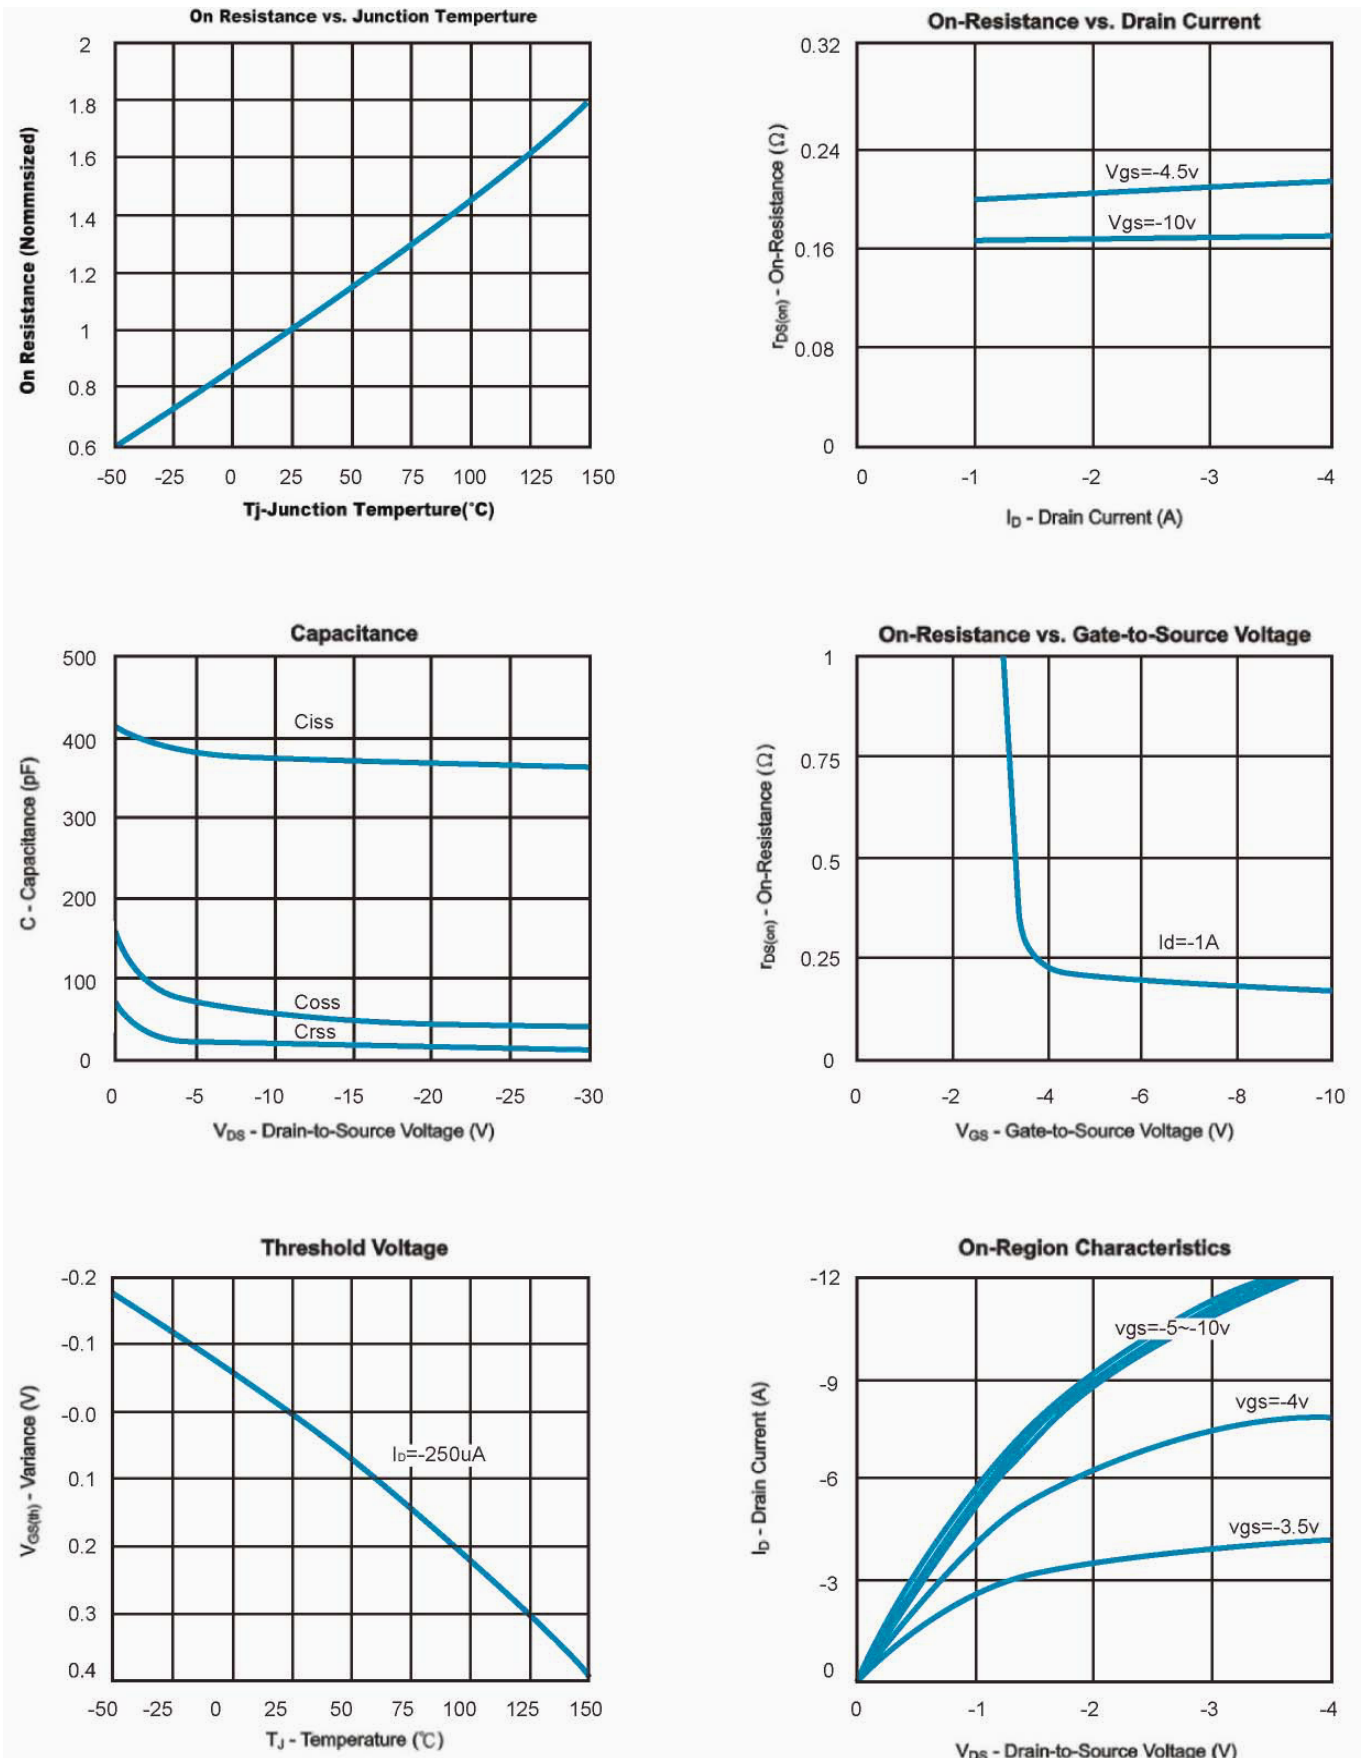 On Resistance vs. Junction Temperture
2
1.8
1.6
1.4
1.2
1
0.8
0.6
On Resistance (Nommnsized)
-50 -25 0 25 50 75 100 125 150
Tj-Junction Temperture(°C)
On-Resistance vs. Drain Current
0.32
0.24
0.16
0.08
0
rDS(on) - On-Resistance (Ω)
Vgs=-4.5v
Vgs=-10v
0 -1 -2 -3 -4
ID - Drain Current (A)
Capacitance
500
400
300
200
100
0
C - Capacitance (pF)
Ciss
Coss
Crss
0 -5 -10 -15 -20 -25 -30
VDS - Drain-to-Source Voltage (V)
On-Resistance vs. Gate-to-Source Voltage
1
0.75
0.5
0.25
0
rDS(on) - On-Resistance (Ω)
Id=-1A
0 -2 -4 -6 -8 -10
VGS - Gate-to-Source Voltage (V)
Threshold Voltage
-0.2
-0.1
-0.0
0.1
0.2
0.3
0.4
VGS(th) - Variance (V)
ID=-250uA
-50 -25 0 25 50 75 100 125 150
TJ - Temperature (℃)
On-Region Characteristics
-12
-9
-6
-3
0
ID - Drain Current (A)
vgs=-5~-10v
vgs=-4v
vgs=-3.5v
0 -1 -2 -3 -4
VDS - Drain-to-Source Voltage (V)